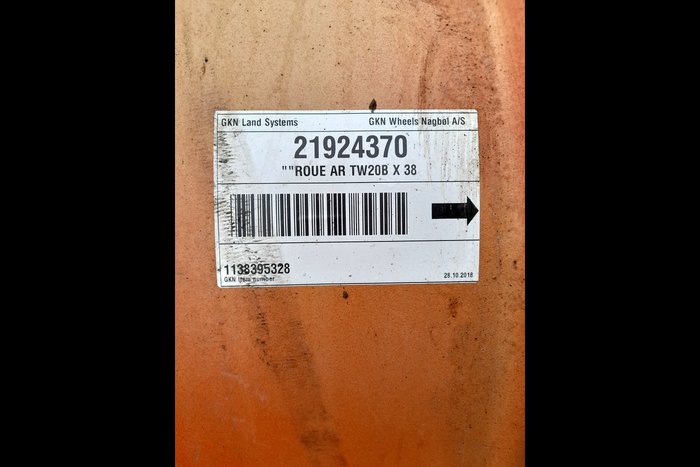 GKN Land Systems GKN Wheels Nagbøl A/S
21924370
""ROUE AR TW20B X 38
1138395328
GKN Item number 28.10.2018